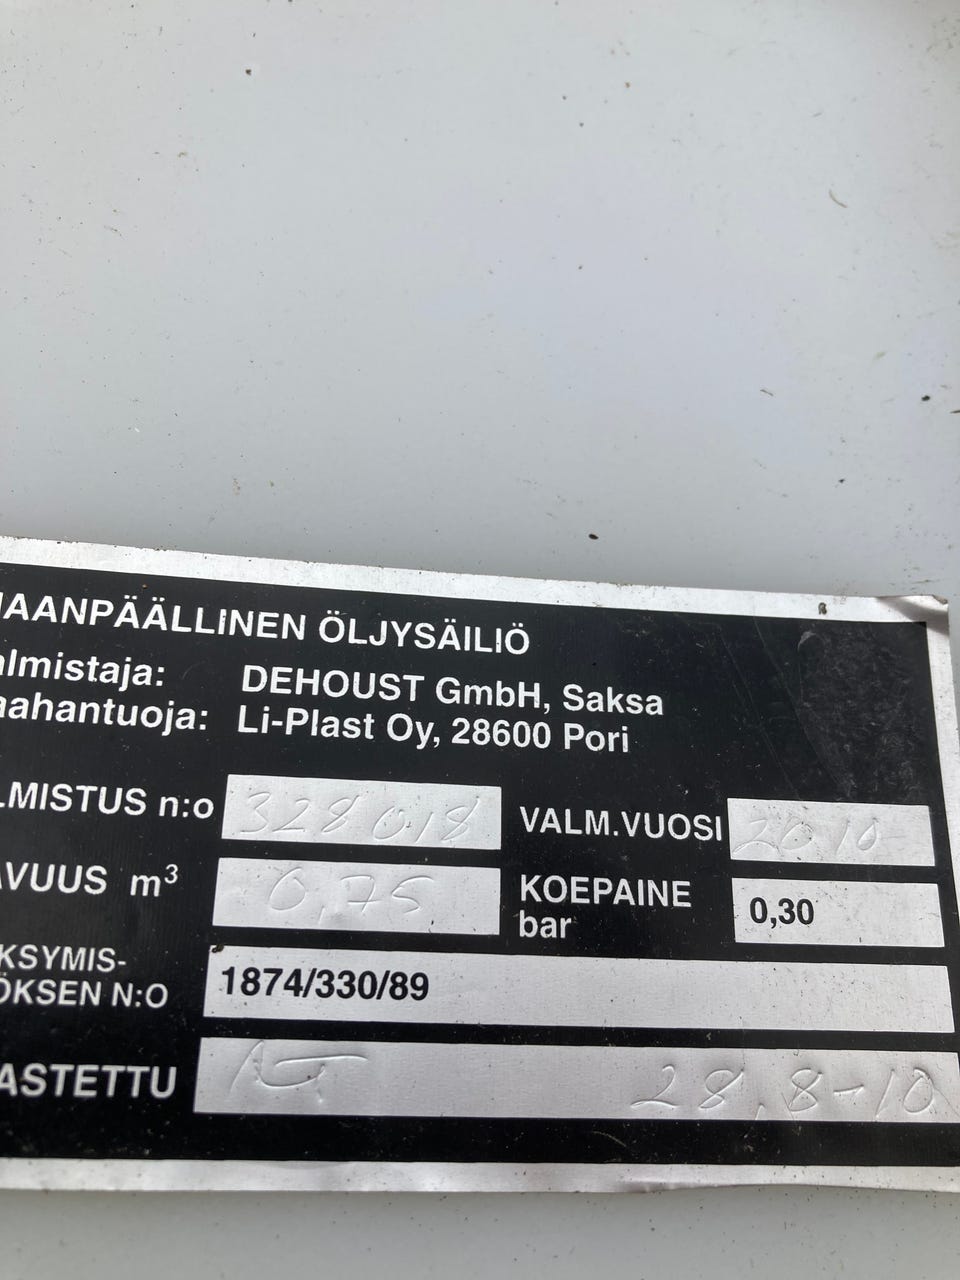 MAANPÄÄLLINEN ÖLJYSÄILIÖ
almistaja: DEHOUST GmbH, Saksa
aahantuoja: Li-Plast Oy, 28600 Pori
LMISTUS n:o 328018 VALM.VUOSI 2010
AVUUS m³ 0,75 KOEPAINE bar 0,30
KSYMIS-
ÖKSEN N:O 1874/330/89
ASTETTU 28.8-10